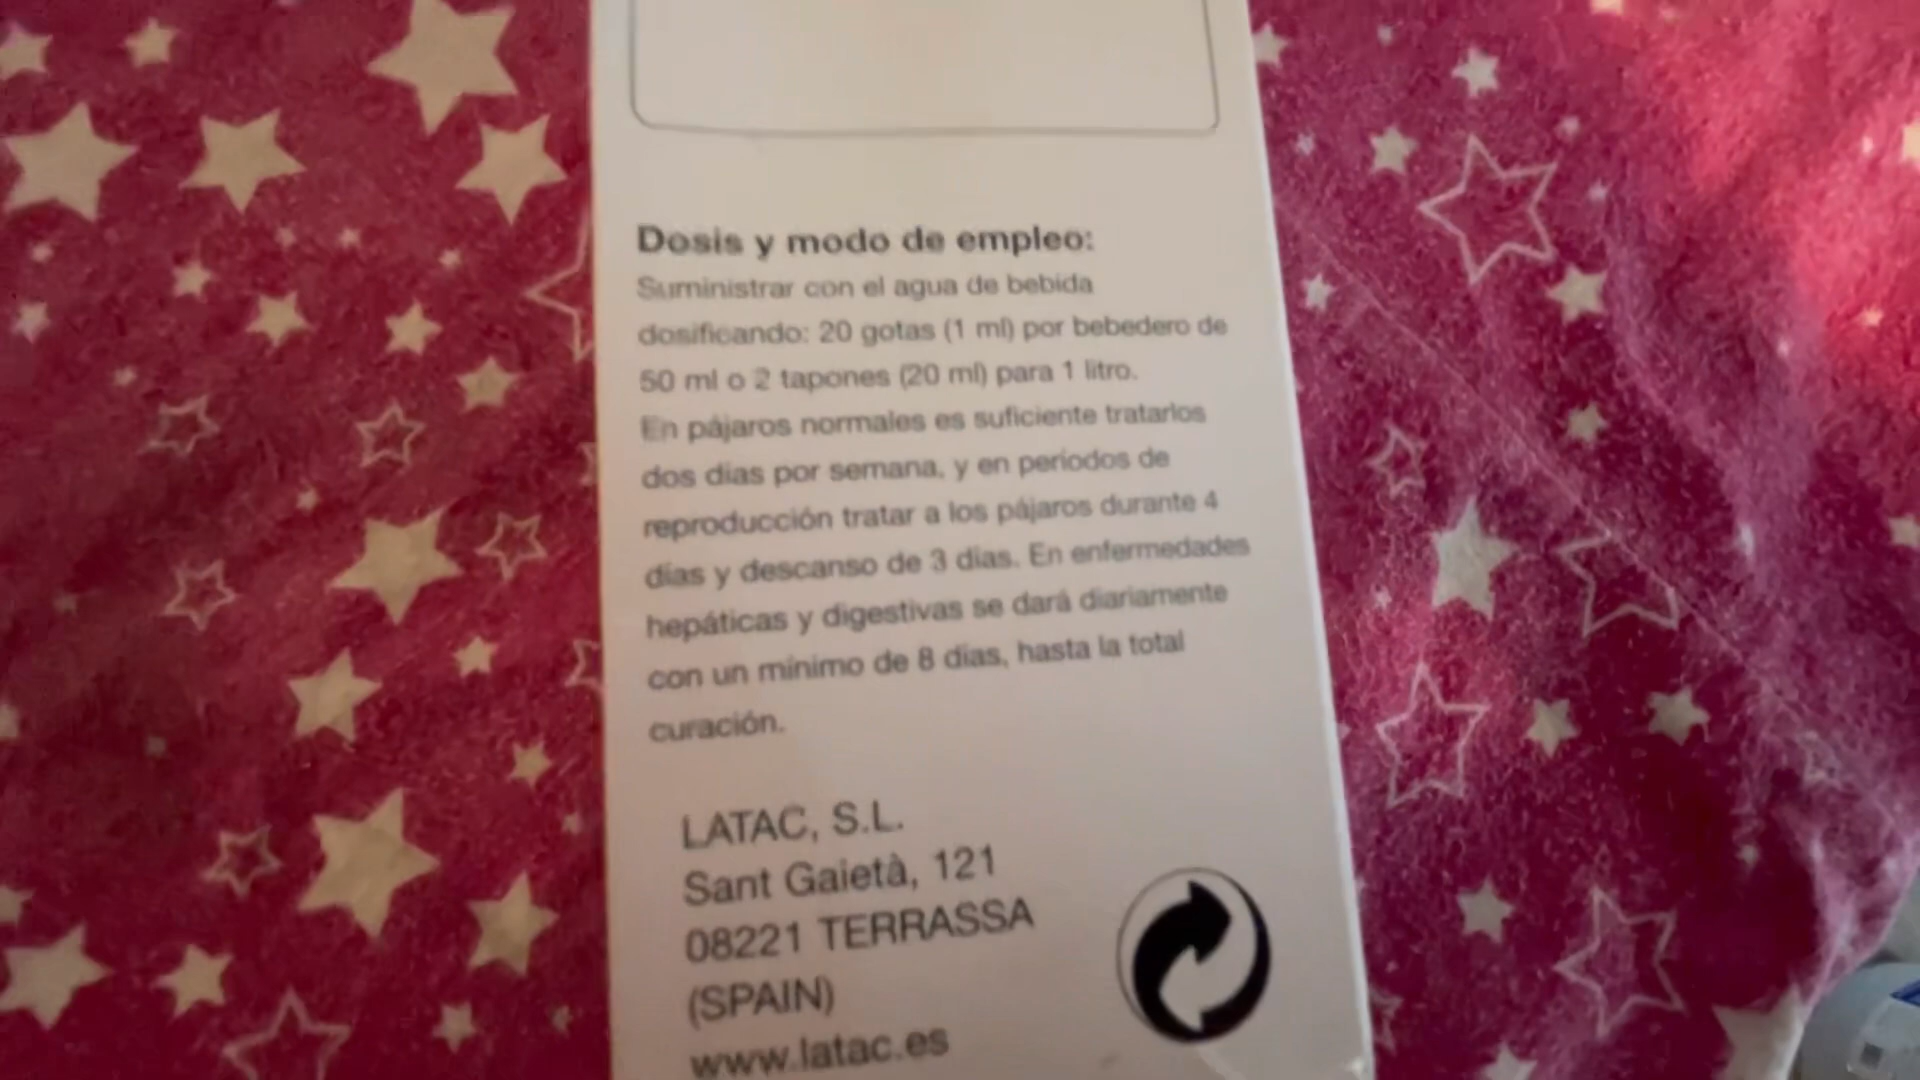 Dosis y modo de empleo:
Suministrar con el agua de bebida
dosificando: 20 gotas (1 ml) por bebedero de
50 ml o 2 tapones (20 ml) para 1 litro.
En pájaros normales es suficiente tratarlos
dos días por semana, y en períodos de
reproducción tratar a los pájaros durante 4
días y descanso de 3 días. En enfermedades
hepáticas y digestivas se dará diariamente
con un mínimo de 8 días, hasta la total
curación.
LATAC, S.L.
Sant Gaietà, 121
08221 TERRASSA
(SPAIN)
www.latac.es